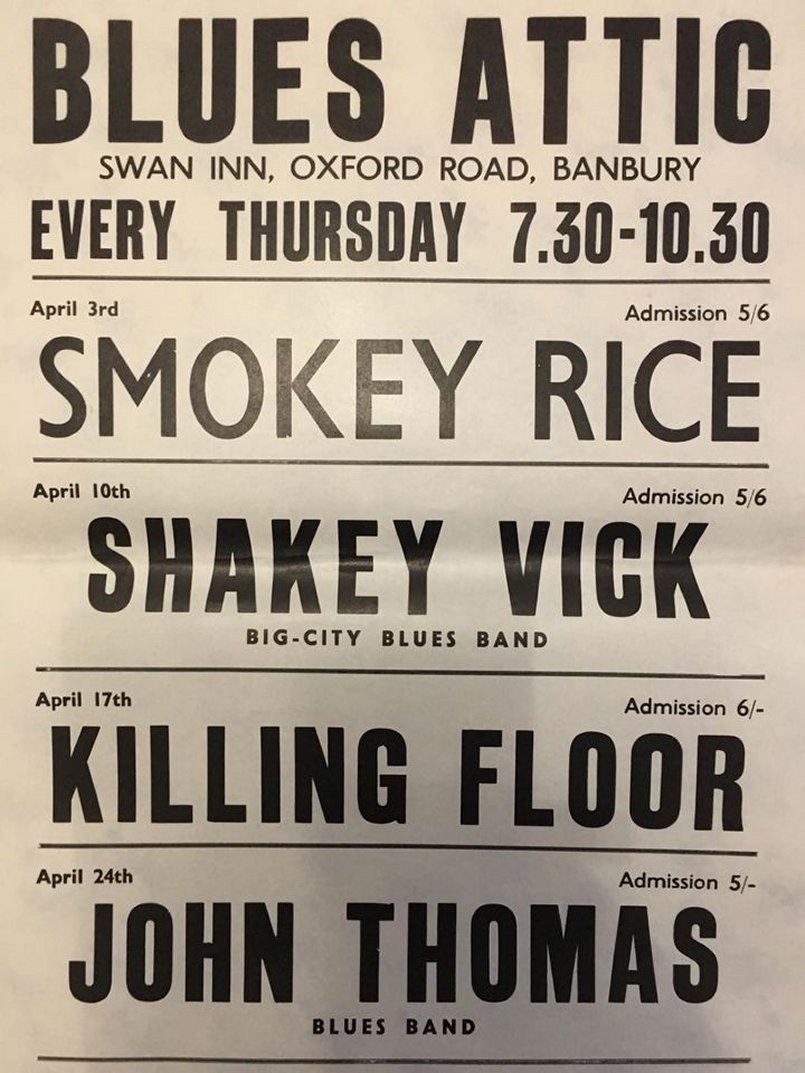 BLUES ATTIC
SWAN INN, OXFORD ROAD, BANBURY
EVERY THURSDAY 7.30-10.30
April 3rd Admission 5/6
SMOKEY RICE
April 10th Admission 5/6
SHAKEY VICK
BIG-CITY BLUES BAND
April 17th Admission 6/-
KILLING FLOOR
April 24th Admission 5/-
JOHN THOMAS
BLUES BAND